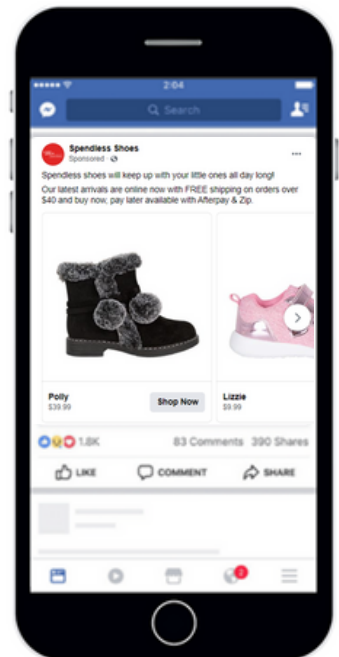 2:04
Search
Spendless Shoes
Sponsored ·
Spendless shoes will keep up with your little ones all day long!
Our latest arrivals are online now with FREE shipping on orders over
$40 and buy now, pay later available with Afterpay & Zip.
Polly
$39.99
Shop Now
Lizzie
$9.99
1.8K
83 Comments 390 Shares
LIKE
COMMENT
SHARE
2